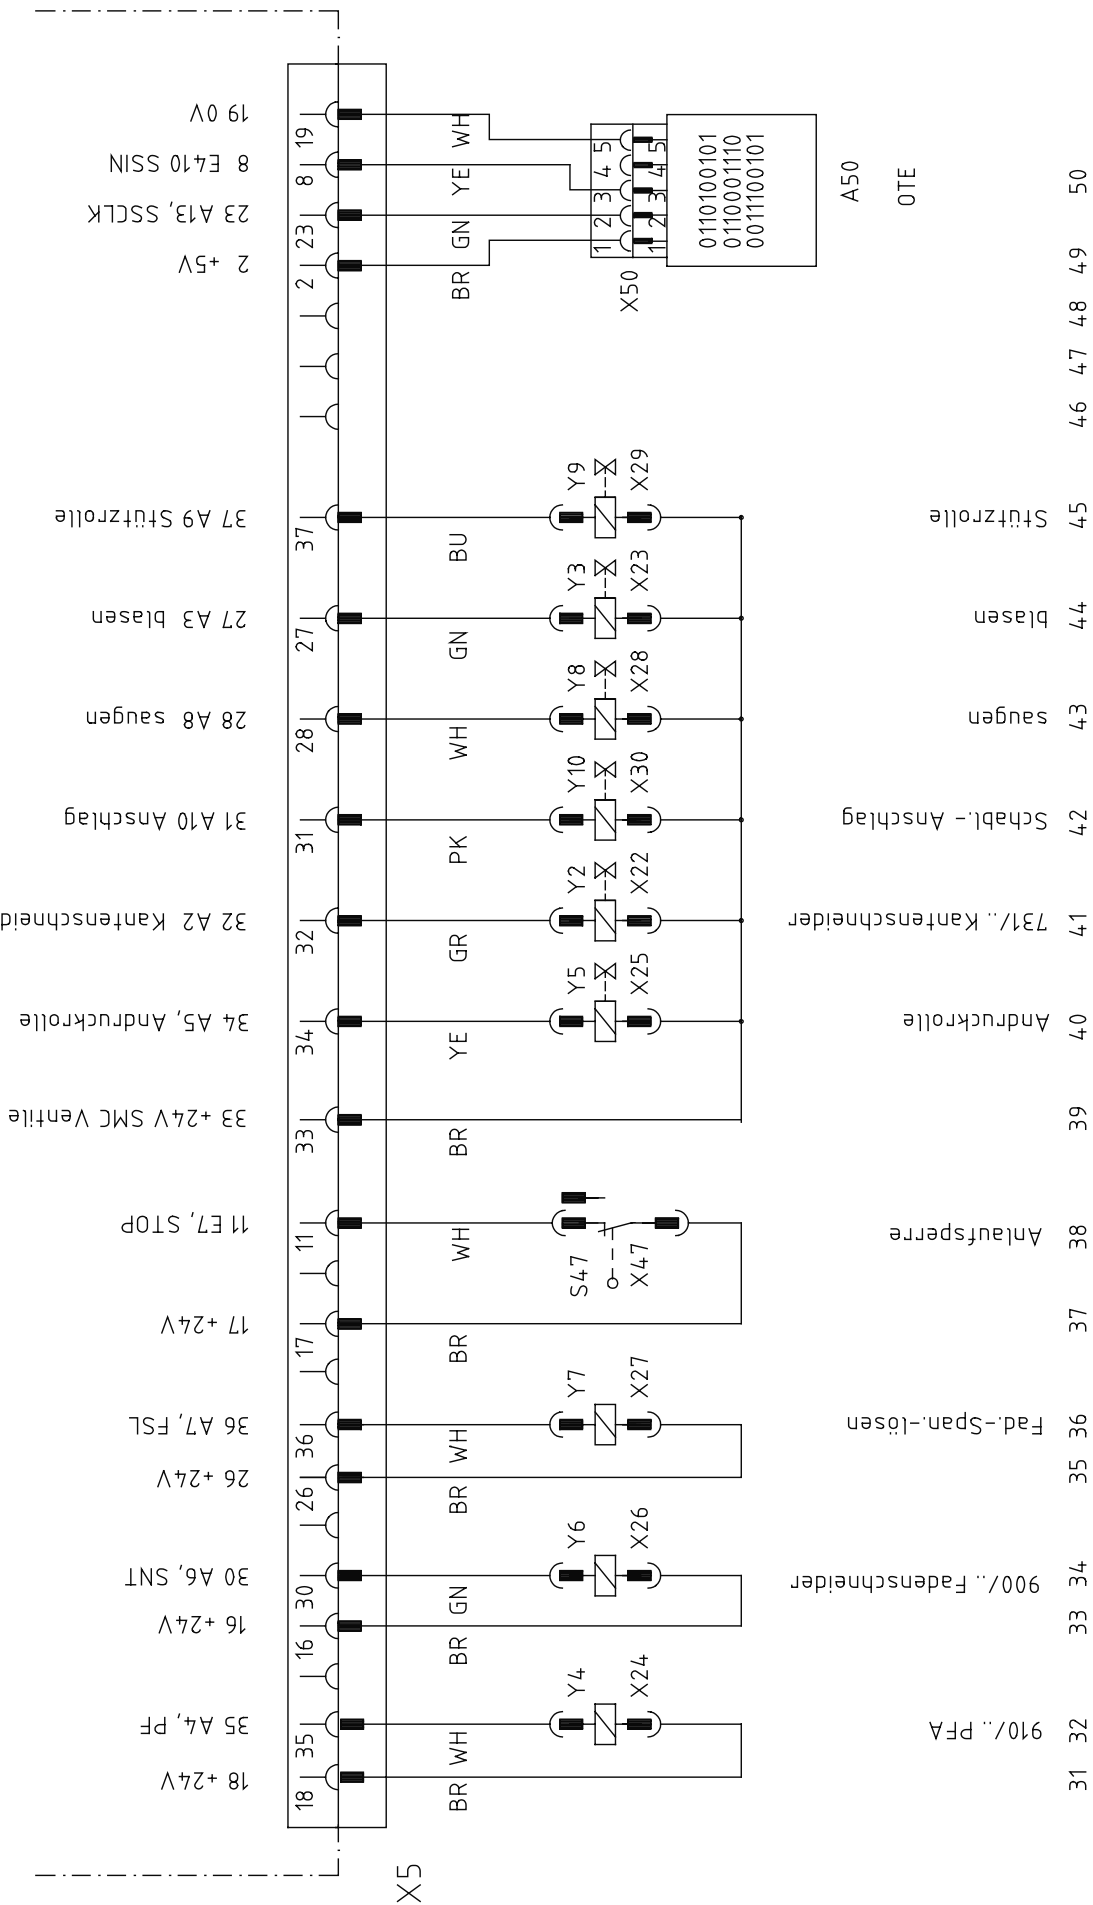 19 0V
8 E410 SSIN
23 A13, SSCLK
2 +5V
37 A9 Stützrolle
27 A3 blasen
28 A8 saugen
31 A10 Anschlag
32 A2 Kantenschneid
34 A5, Andruckrolle
33 +24V SMC Ventile
11 E7, STOP
17 +24V
36 A7, FSL
26 +24V
30 A6, SNT
16 +24V
35 A4, PF
18 +24V
19
8
23
2
37
27
28
31
32
34
33
11
17
36
26
30
16
35
18
X5
WH
YE
GN
BR
BU
GN
WH
PK
GR
YE
BR
WH
BR
WH
BR
GN
BR
WH
BR
1 2 3 4 5
1 2 3 4 5
X50
0110100101
0110001110
0011100101
A50
OTE
Y9
X29
Y3
X23
Y8
X28
Y10
X30
Y2
X22
Y5
X25
S47
X47
Y7
X27
Y6
X26
Y4
X24
Stützrolle
blasen
saugen
Schabl.- Anschlag
731/.. Kantenschneider
Andruckrolle
Anlaufsperre
Fad.-Span.-lösen
900/.. Fadenschneider
910/.. PFA
50
49
48
47
46
45
44
43
42
41
40
39
38
37
36
35
34
33
32
31